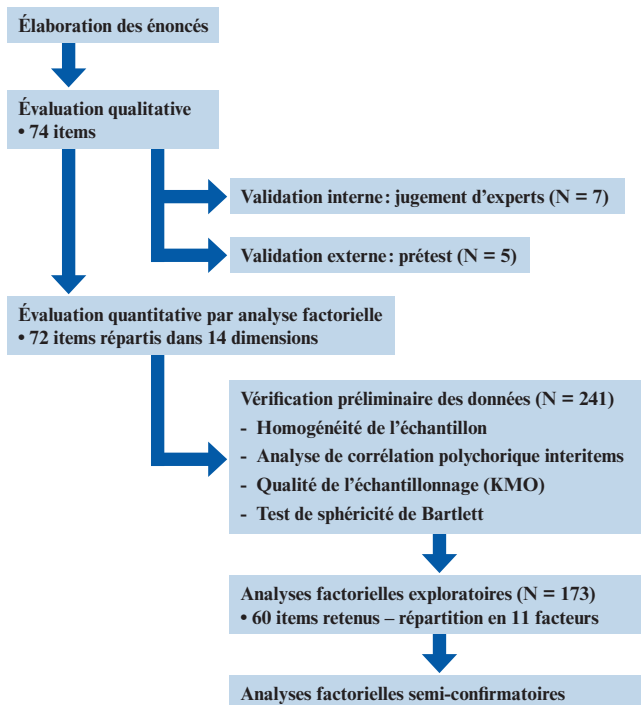 Élaboration des énoncés
Évaluation qualitative
• 74 items
Validation interne : jugement d'experts (N = 7)
Validation externe : prétest (N = 5)
Évaluation quantitative par analyse factorielle
• 72 items répartis dans 14 dimensions
Vérification préliminaire des données (N = 241)
- Homogénéité de l'échantillon
- Analyse de corrélation polychorique interitems
- Qualité de l'échantillonnage (KMO)
- Test de sphéricité de Bartlett
Analyses factorielles exploratoires (N = 173)
• 60 items retenus – répartition en 11 facteurs
Analyses factorielles semi-confirmatoires